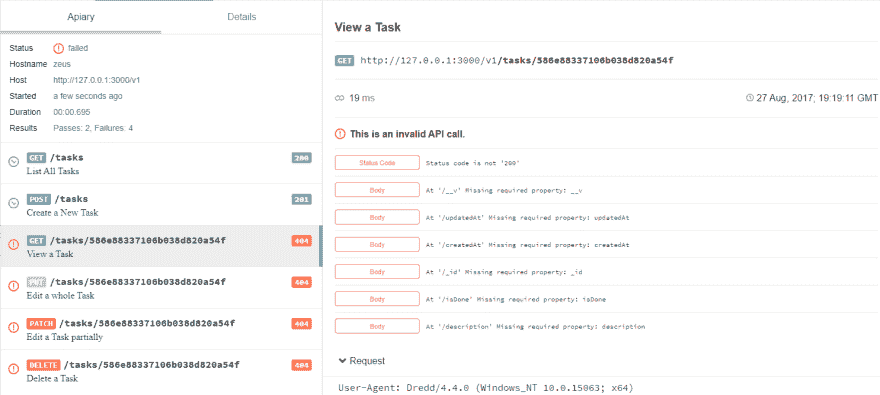 Apiary
Details
Status failed
Hostname zeus
Host http://127.0.0.1:3000/v1
Started a few seconds ago
Duration 00:00.695
Results Passes: 2, Failures: 4
GET /tasks 200
List All Tasks
POST /tasks 201
Create a New Task
GET /tasks/586e88337106b038d820a54f 404
View a Task
/tasks/586e88337106b038d820a54f 404
Edit a whole Task
PATCH /tasks/586e88337106b038d820a54f 404
Edit a Task partially
DELETE /tasks/586e88337106b038d820a54f 404
Delete a Task
View a Task
GET http://127.0.0.1:3000/v1/tasks/586e88337106b038d820a54f
19 ms 27 Aug, 2017; 19:19:11 GMT
This is an invalid API call.
Status Code Status code is not '200'
Body At '/__v' Missing required property: __v
Body At '/updatedAt' Missing required property: updatedAt
Body At '/createdAt' Missing required property: createdAt
Body At '/_id' Missing required property: _id
Body At '/isDone' Missing required property: isDone
Body At '/description' Missing required property: description
Request
User-Agent: Dredd/4.4.0 (Windows_NT 10.0.15063; x64)